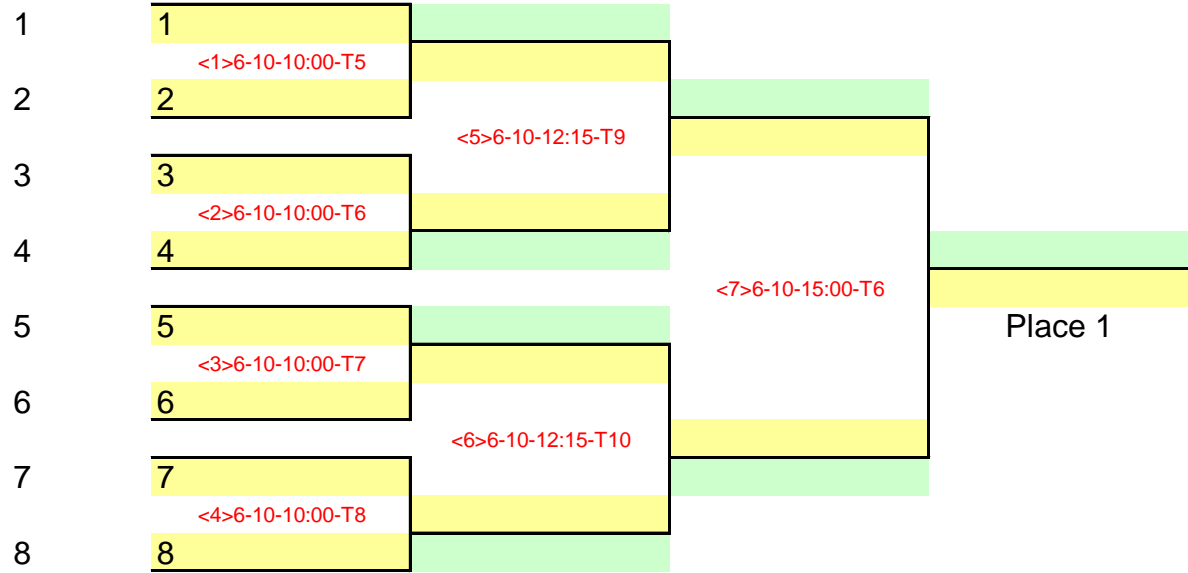 1 1
<1>6-10-10:00-T5
2 2
<5>6-10-12:15-T9
3 3
<2>6-10-10:00-T6
4 4
<7>6-10-15:00-T6
5 5
Place 1
<3>6-10-10:00-T7
6 6
<6>6-10-12:15-T10
7 7
<4>6-10-10:00-T8
8 8